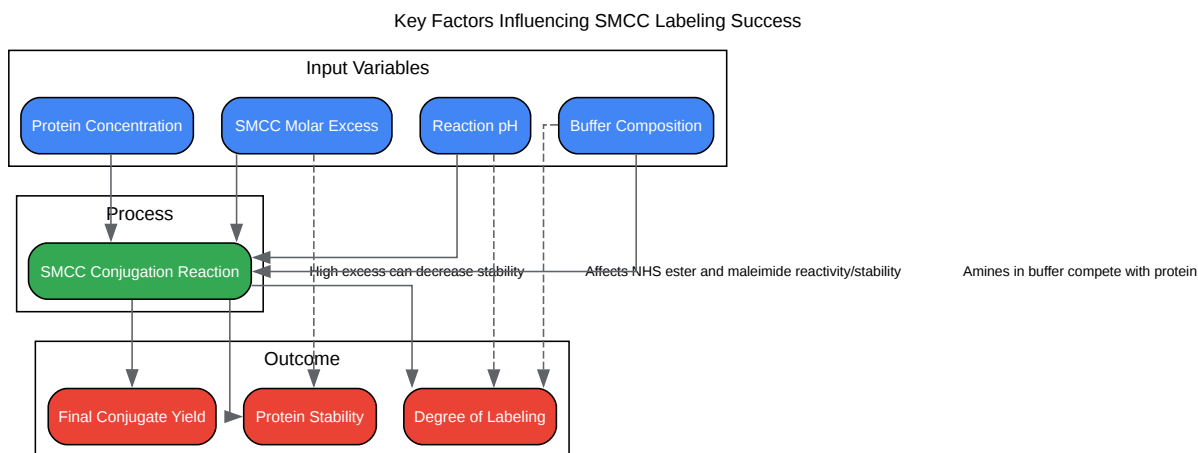 Key Factors Influencing SMCC Labeling Success
Input Variables
Protein Concentration
SMCC Molar Excess
Reaction pH
Buffer Composition
Process
SMCC Conjugation Reaction
High excess can decrease stability
Affects NHS ester and maleimide reactivity/stability
Amines in buffer compete with protein
Outcome
Final Conjugate Yield
Protein Stability
Degree of Labeling